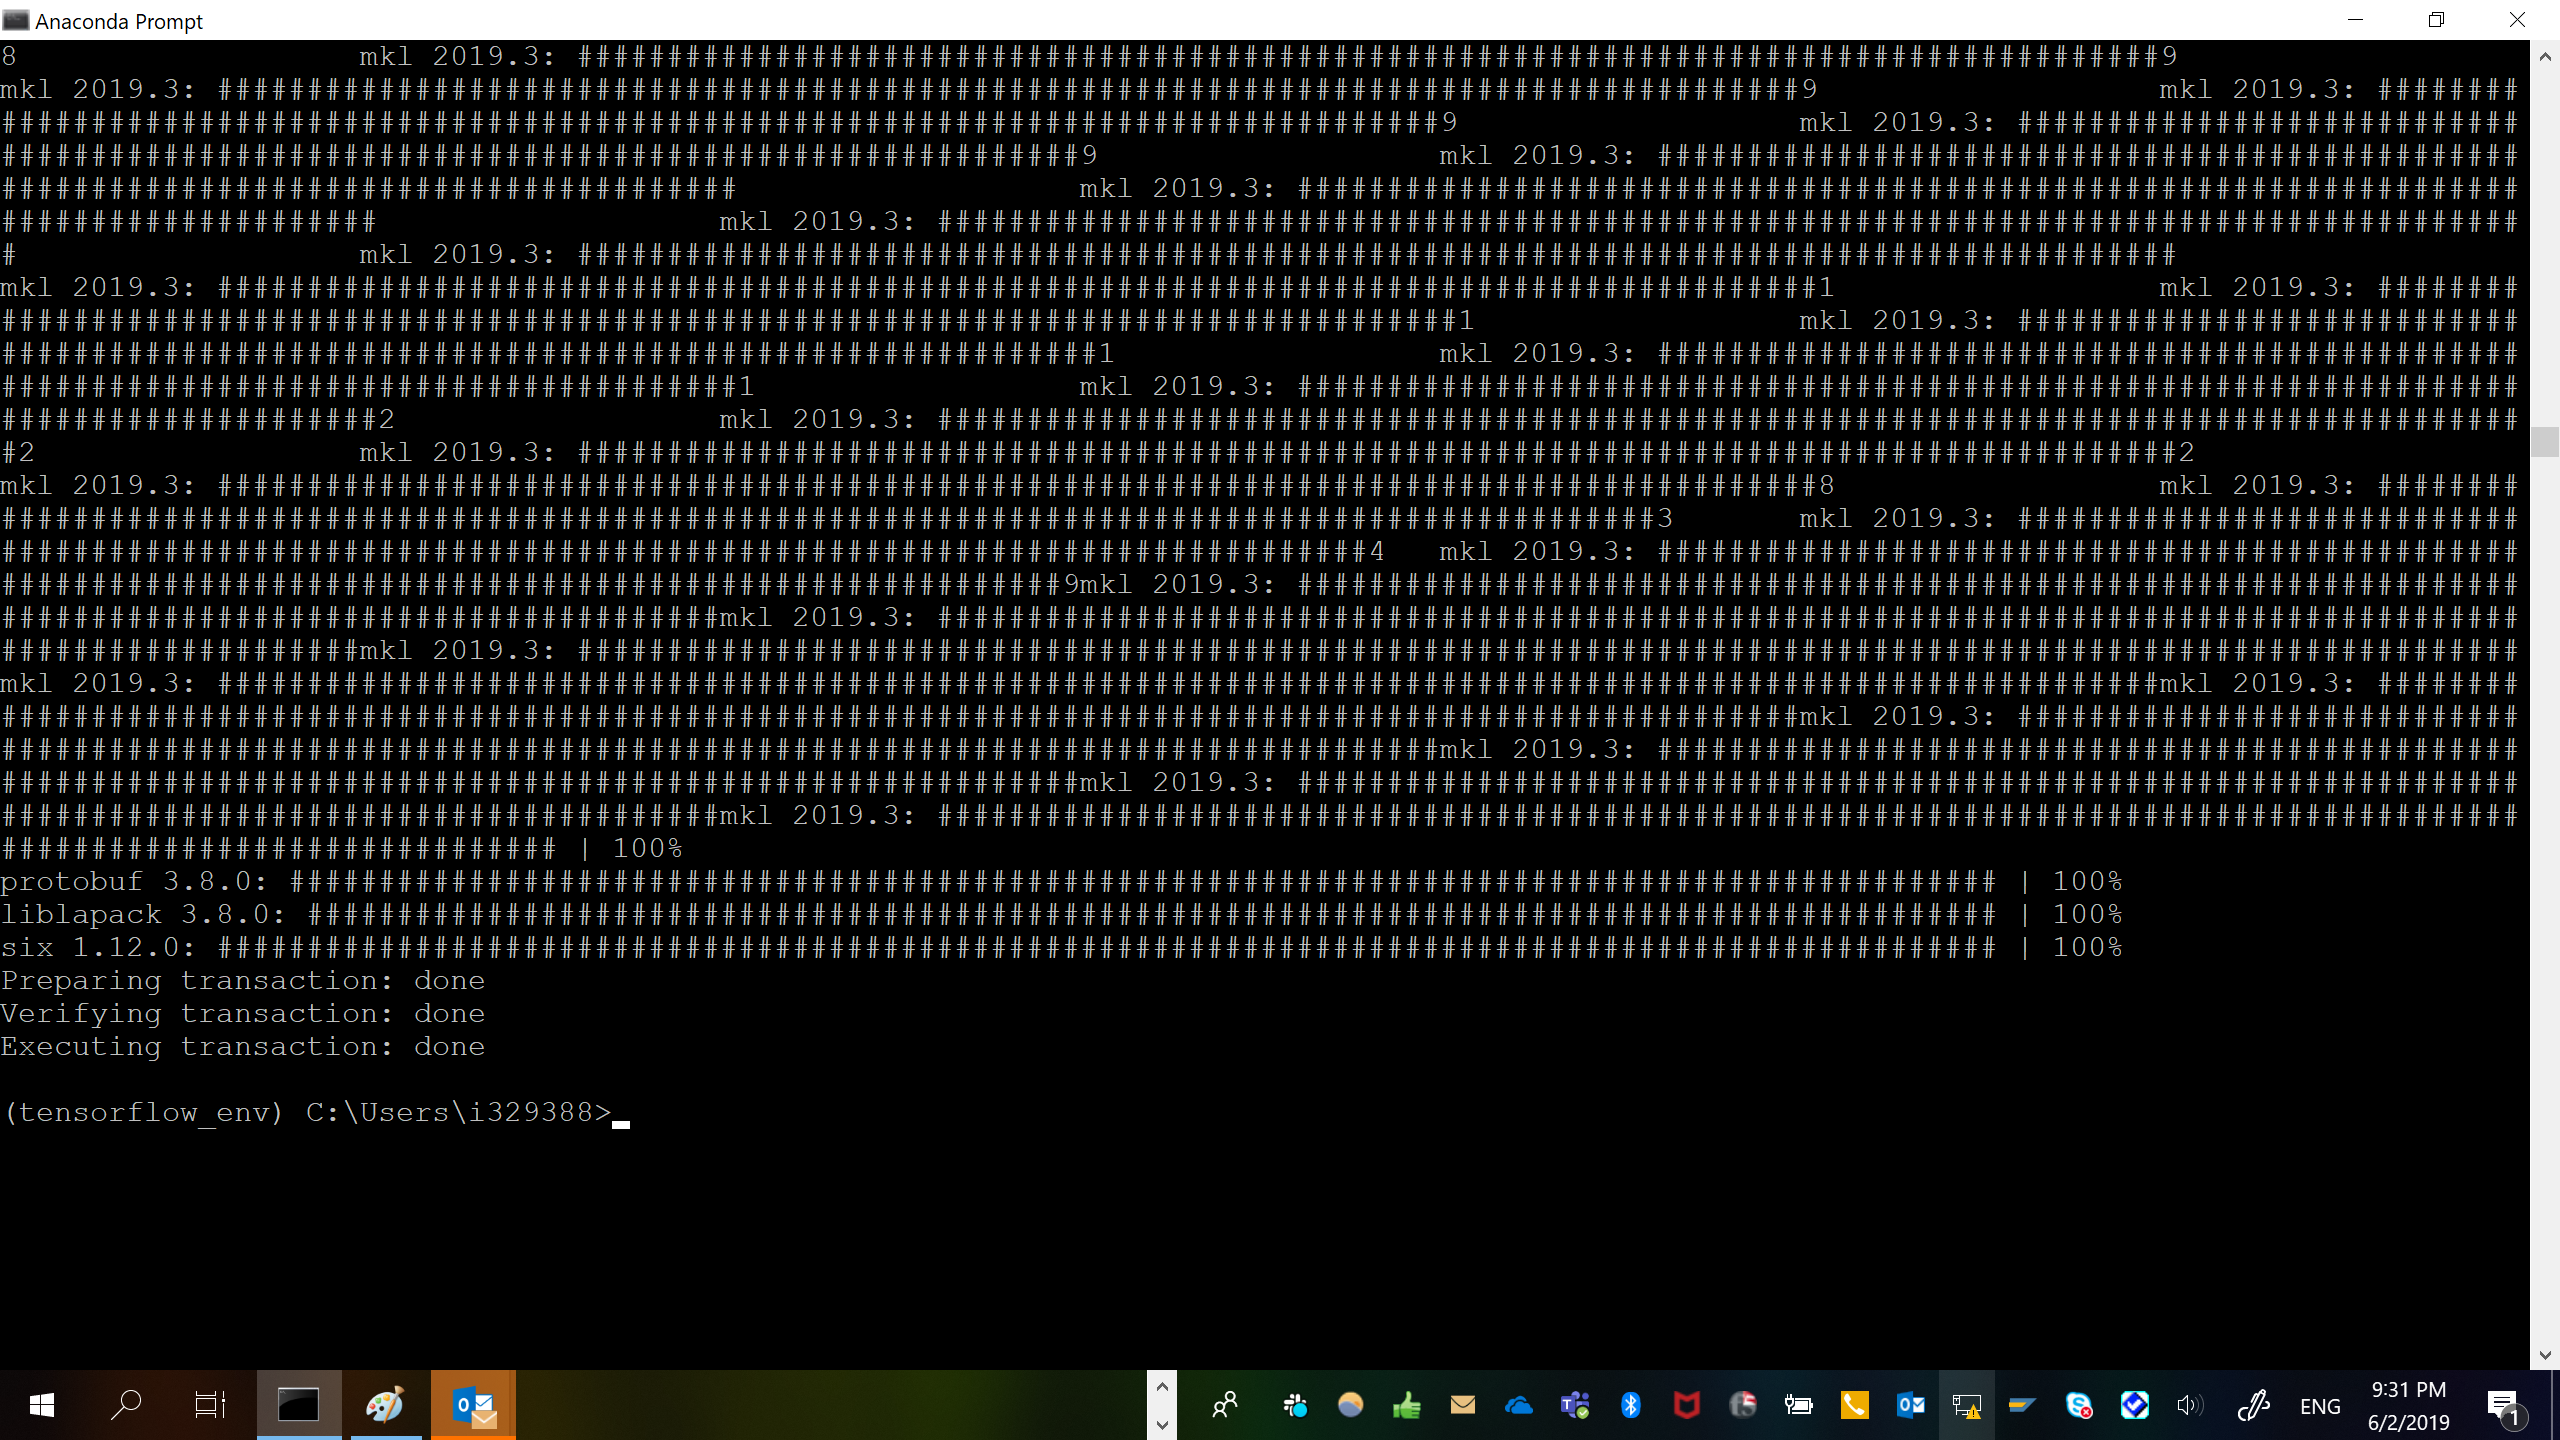 Anaconda Prompt
8                   mkl 2019.3: ########################################################################################9
mkl 2019.3: ########################################################################################9                   mkl 2019.3: ########
################################################################################9                   mkl 2019.3: ############################
############################################################9                   mkl 2019.3: ################################################
#########################################                   mkl 2019.3: ####################################################################
#####################                   mkl 2019.3: ########################################################################################
#                   mkl 2019.3: #########################################################################################
mkl 2019.3: #########################################################################################1                  mkl 2019.3: ########
#################################################################################1                  mkl 2019.3: ############################
#############################################################1                  mkl 2019.3: ################################################
#########################################1                  mkl 2019.3: ####################################################################
#####################2                  mkl 2019.3: ########################################################################################
#2                  mkl 2019.3: #########################################################################################2
mkl 2019.3: #########################################################################################8                  mkl 2019.3: ########
############################################################################################3       mkl 2019.3: ############################
############################################################################4   mkl 2019.3: ################################################
###########################################################9mkl 2019.3: ####################################################################
########################################mkl 2019.3: ########################################################################################
####################mkl 2019.3: ############################################################################################################
mkl 2019.3: ############################################################################################################mkl 2019.3: ########
####################################################################################################mkl 2019.3: ############################
################################################################################mkl 2019.3: ################################################
############################################################mkl 2019.3: ####################################################################
########################################mkl 2019.3: ########################################################################################
############################### | 100%
protobuf 3.8.0: ############################################################################################### | 100%
liblapack 3.8.0: ############################################################################################## | 100%
six 1.12.0: ################################################################################################### | 100%
Preparing transaction: done
Verifying transaction: done
Executing transaction: done
(tensorflow_env) C:\Users\i329388>
ENG
9:31 PM
6/2/2019
1